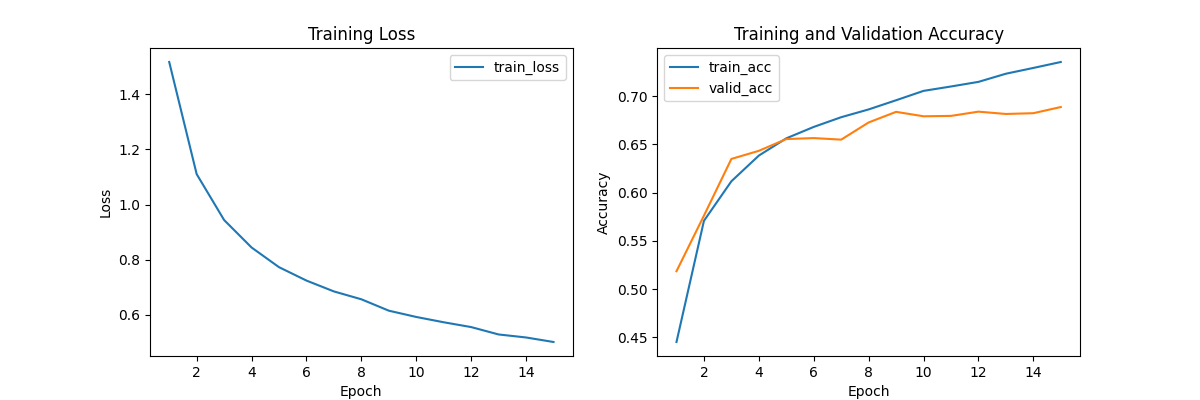 Training Loss
train_loss
1.4
1.2
1.0
0.8
0.6
Loss
2 4 6 8 10 12 14
Epoch
Training and Validation Accuracy
train_acc
valid_acc
0.70
0.65
0.60
0.55
0.50
0.45
Accuracy
2 4 6 8 10 12 14
Epoch